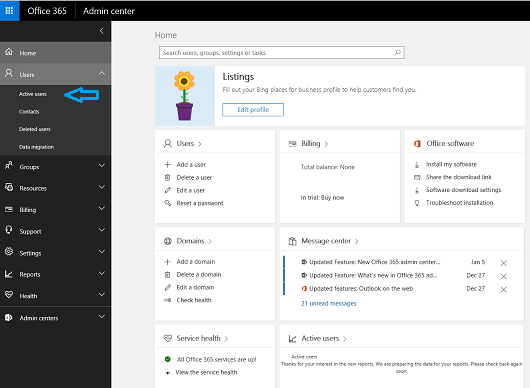 Office 365
Admin center
Home
Users
Active users
Contacts
Deleted users
Data migration
Groups
Resources
Billing
Support
Settings
Reports
Health
Admin centers
Home
Search users, groups, settings or tasks
Listings
Fill out your Bing places for business profile to help customers find you.
Edit profile
Users
Add a user
Delete a user
Edit a user
Reset a password
Billing
Total balance: None
In trial: Buy now
Office software
Install my software
Share the download link
Software download settings
Troubleshoot installation
Domains
Add a domain
Delete a domain
Edit a domain
Check health
Message center
Updated Feature: New Office 365 admin center... Jan 5
Updated Feature: What's new in Office 365 ad... Dec 27
Updated features: Outlook on the web Dec 27
21 unread messages
Service health
All Office 365 services are up!
View the service health
Active users
Active users
Thanks for your interest in the new reports. We are preparing the data for your reports. Please check back again
soon.